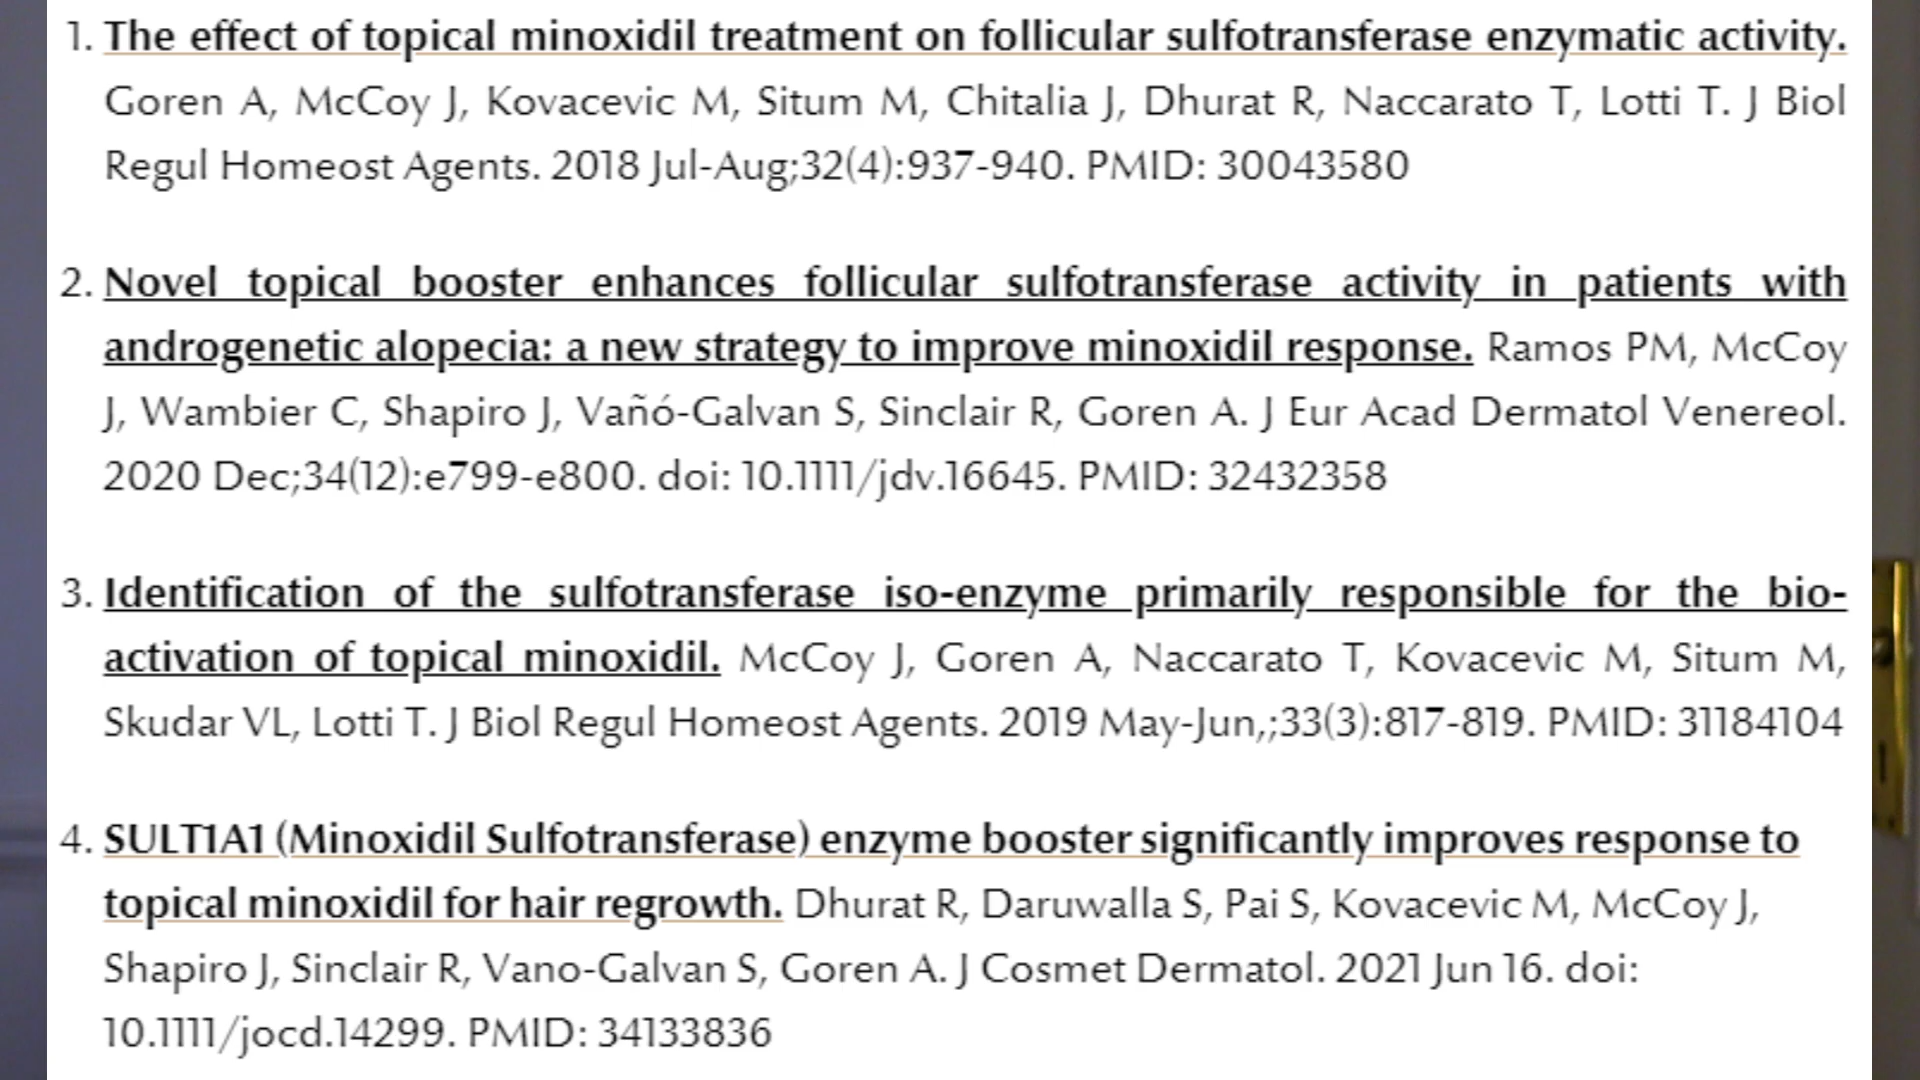 1. The effect of topical minoxidil treatment on follicular sulfotransferase enzymatic activity.
Goren A, McCoy J, Kovacevic M, Situm M, Chitalia J, Dhurat R, Naccarato T, Lotti T. J Biol
Regul Homeost Agents. 2018 Jul-Aug;32(4):937-940. PMID: 30043580
2. Novel topical booster enhances follicular sulfotransferase activity in patients with
androgenetic alopecia: a new strategy to improve minoxidil response. Ramos PM, McCoy
J, Wambier C, Shapiro J, Vañó-Galvan S, Sinclair R, Goren A. J Eur Acad Dermatol Venereol.
2020 Dec;34(12):e799-e800. doi: 10.1111/jdv.16645. PMID: 32432358
3. Identification of the sulfotransferase iso-enzyme primarily responsible for the bio-
activation of topical minoxidil. McCoy J, Goren A, Naccarato T, Kovacevic M, Situm M,
Skudar VL, Lotti T. J Biol Regul Homeost Agents. 2019 May-Jun,;33(3):817-819. PMID: 31184104
4. SULT1A1 (Minoxidil Sulfotransferase) enzyme booster significantly improves response to
topical minoxidil for hair regrowth. Dhurat R, Daruwalla S, Pai S, Kovacevic M, McCoy J,
Shapiro J, Sinclair R, Vano-Galvan S, Goren A. J Cosmet Dermatol. 2021 Jun 16. doi:
10.1111/jocd.14299. PMID: 34133836